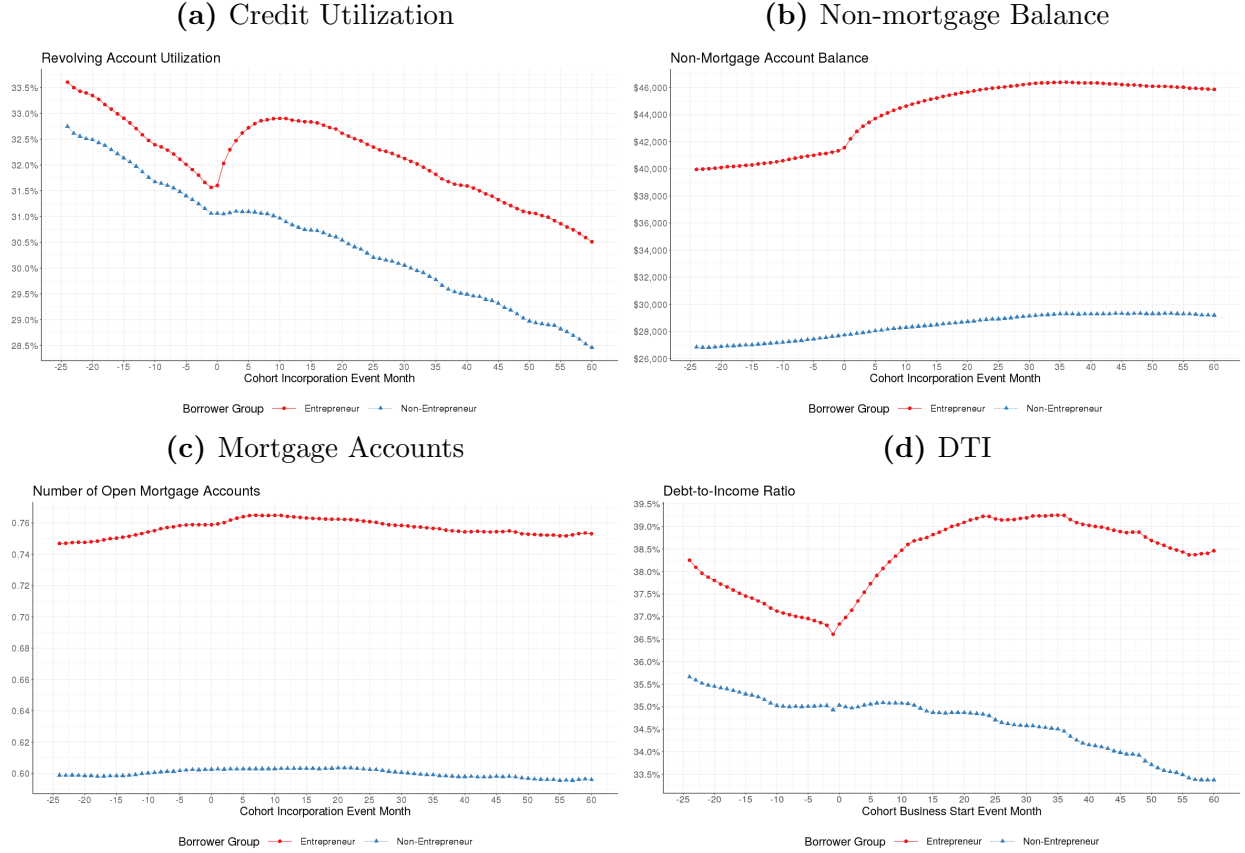 (a) Credit Utilization
Revolving Account Utilization
33.5%
33.0%
32.5%
32.0%
31.5%
31.0%
30.5%
30.0%
29.5%
29.0%
28.5%
-25 -20 -15 -10 -5 0 5 10 15 20 25 30 35 40 45 50 55 60
Cohort Incorporation Event Month
Borrower Group Entrepreneur Non-Entrepreneur
(b) Non-mortgage Balance
Non-Mortgage Account Balance
$46,000
$44,000
$42,000
$40,000
$38,000
$36,000
$34,000
$32,000
$30,000
$28,000
$26,000
-25 -20 -15 -10 -5 0 5 10 15 20 25 30 35 40 45 50 55 60
Cohort Incorporation Event Month
Borrower Group Entrepreneur Non-Entrepreneur
(c) Mortgage Accounts
Number of Open Mortgage Accounts
0.76
0.74
0.72
0.70
0.68
0.66
0.64
0.62
0.60
-25 -20 -15 -10 -5 0 5 10 15 20 25 30 35 40 45 50 55 60
Cohort Incorporation Event Month
Borrower Group Entrepreneur Non-Entrepreneur
(d) DTI
Debt-to-Income Ratio
39.5%
39.0%
38.5%
38.0%
37.5%
37.0%
36.5%
36.0%
35.5%
35.0%
34.5%
34.0%
33.5%
-25 -20 -15 -10 -5 0 5 10 15 20 25 30 35 40 45 50 55 60
Cohort Business Start Event Month
Borrower Group Entrepreneur Non-Entrepreneur